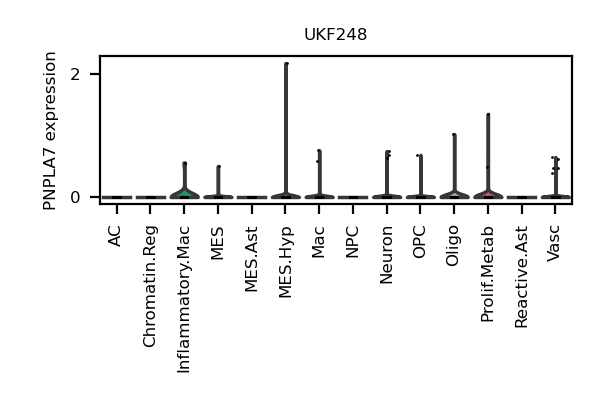 UKF248
PNPLA7 expression
2
0
AC
Chromatin.Reg
Inflammatory.Mac
MES
MES.Ast
MES.Hyp
Mac
NPC
Neuron
OPC
Oligo
Prolif.Metab
Reactive.Ast
Vasc